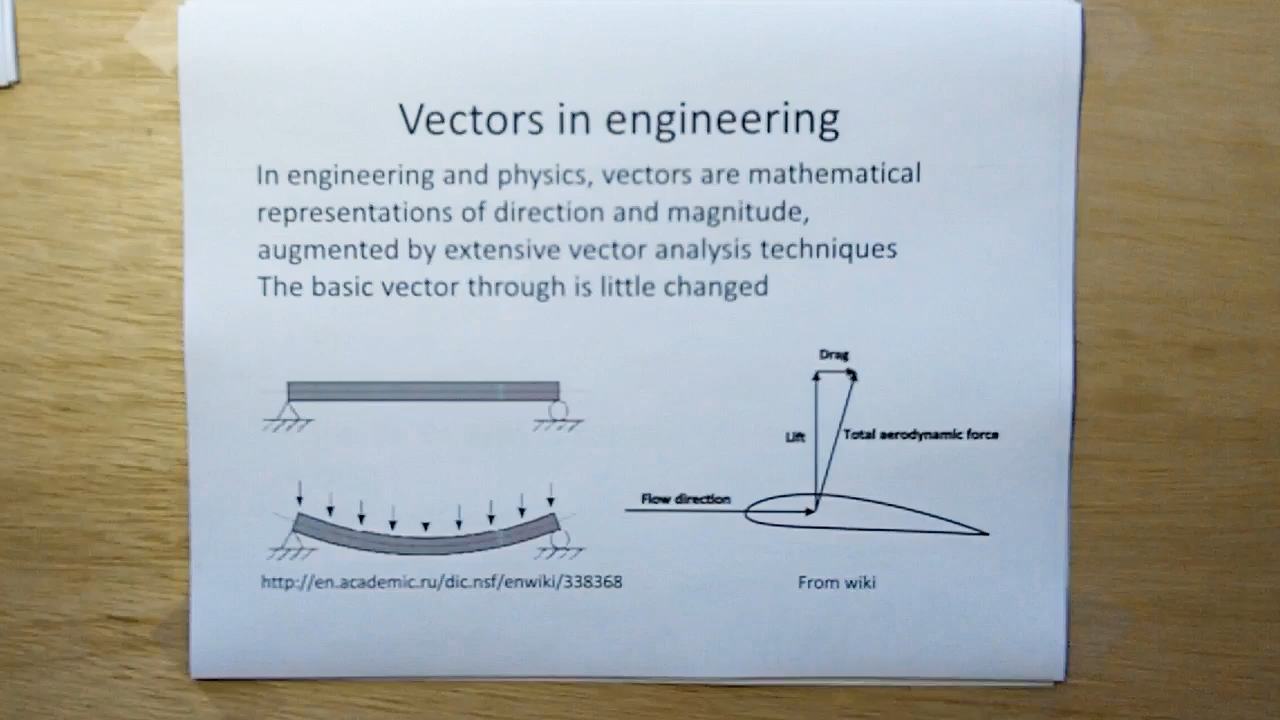 Vectors in engineering
In engineering and physics, vectors are mathematical
representations of direction and magnitude,
augmented by extensive vector analysis techniques
The basic vector through is little changed
Drag
Lift
Total aerodynamic force
Flow direction
http://en.academic.ru/dic.nsf/enwiki/338368
From wiki